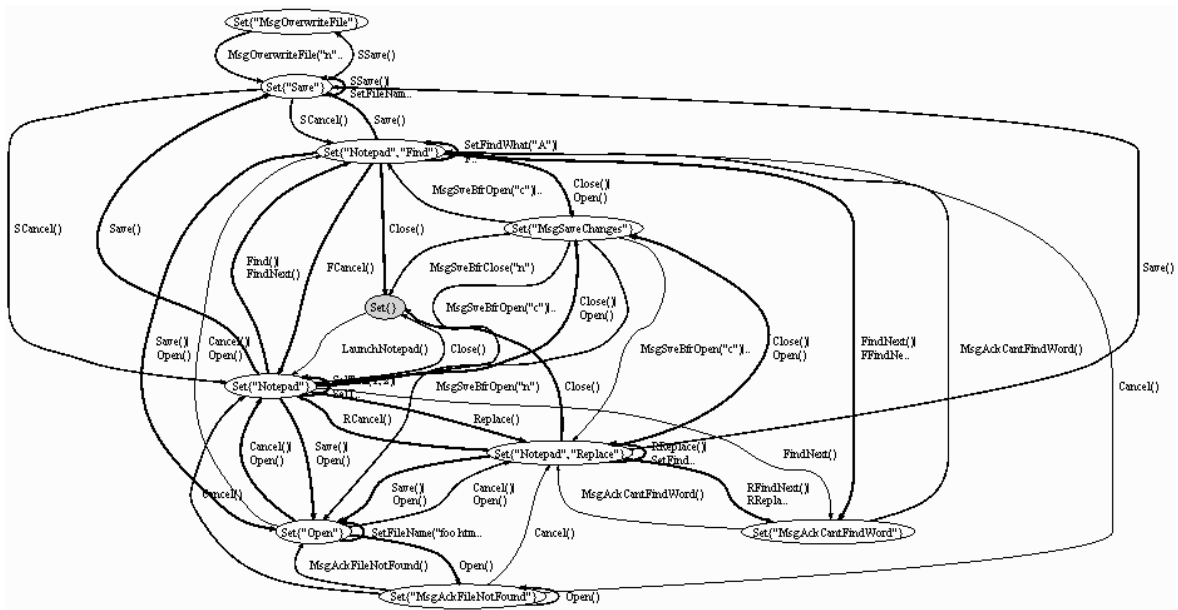 Set{"MsgOverwriteFile"}
MsgOverwriteFile("n"..
SSave()
Set{"Save"}
SSave()|
SetFileNam..
SCancel()
Save()
Set{"Notepad","Find"}
SetFindWhat("A")|
F..
MsgSveBfrOpen("c")|..
Close()|
Open()
SCancel()
Save()
Close()
Set{"MsgSaveChanges"}
Find()|
FindNext()
FCancel()
MsgSveBfrClose("n")
Save()
Set{}
MsgSveBfrOpen("c")|..
Close()|
Open()
Save()|
Open()
Cancel()|
Open()
LaunchNotepad()
Close()
MsgSveBfrOpen("c")|..
Close()|
Open()
FindNext()|
FFindNe..
MsgAckCantFindWord()
Set{"Notepad"}
MsgSveBfrOpen("n")
Close()
Cancel()
RCancel()
Replace()
Cancel()|
Open()
Save()|
Open()
Set{"Notepad","Replace"}
RReplace()|
SetFind..
FindNext()
Cancel()
Save()|
Open()
Cancel()|
Open()
MsgAckCantFindWord()
RFindNext()|
RRepla..
Set{"Open"}
SetFileName("foo.htm..
Cancel()
Set{"MsgAckCantFindWord"}
MsgAckFileNotFound()
Open()
Set{"MsgAckFileNotFound"}
Open()